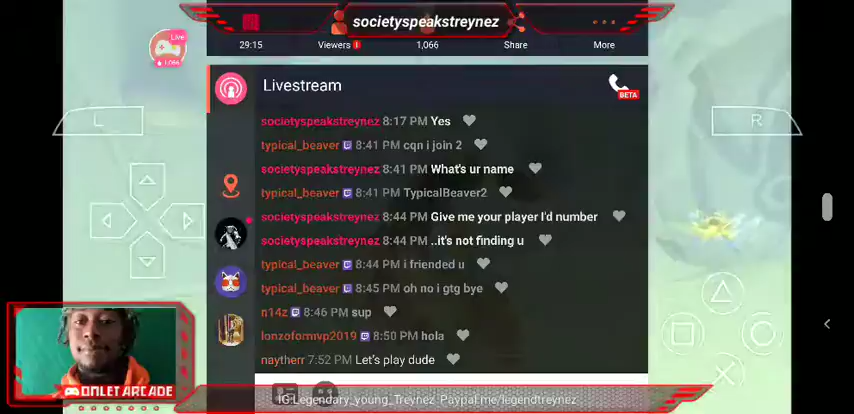 societyspeakstreynez
Live
1,066
29:15
Viewers
1,066
Share
More
Livestream
BETA
societyspeakstreynez 8:17 PM Yes
typical_beaver 8:41 PM cqn i join 2
societyspeakstreynez 8:41 PM What's ur name
typical_beaver 8:41 PM TypicalBeaver2
societyspeakstreynez 8:44 PM Give me your player I'd number
societyspeakstreynez 8:44 PM ..it's not finding u
typical_beaver 8:44 PM i friended u
typical_beaver 8:45 PM oh no i gtg bye
n14z 8:46 PM sup
lonzoformvp2019 8:50 PM hola
naytherr 7:52 PM Let's play dude
L
R
OMLET ARCADE
IG:Legendary_young_Treynez Paypal.me/legendtreynez